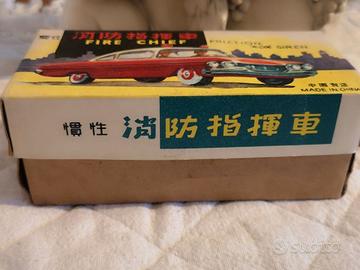 消防指揮車
FIRE CHIEF
FRICTION
SIREN
中國製造
MADE IN CHINA
慣性 消防指揮車
Subito